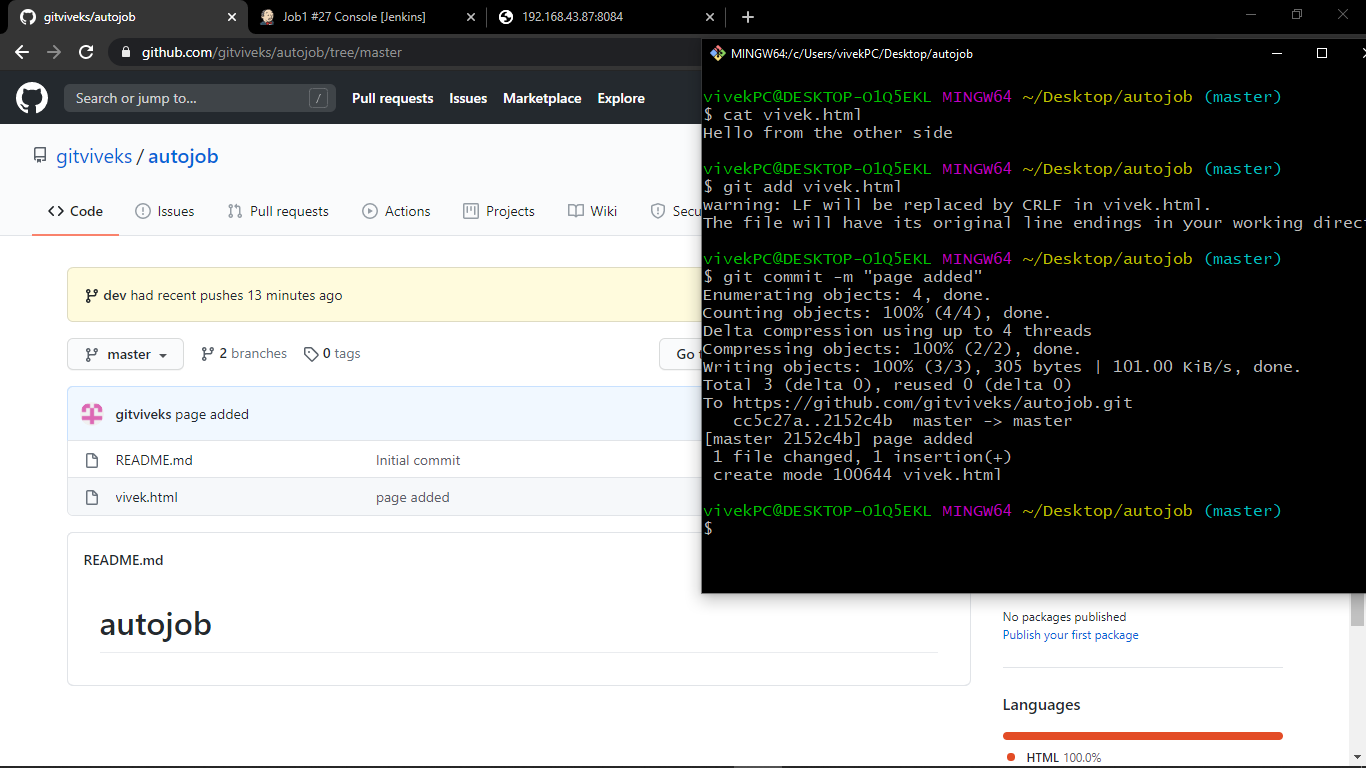 gitviveks/autojob
Job1 #27 Console [Jenkins]
192.168.43.87:8084
github.com/gitviveks/autojob/tree/master
Search or jump to... /
Pull requests Issues Marketplace Explore
gitviveks / autojob
Code Issues Pull requests Actions Projects Wiki Secu
dev had recent pushes 13 minutes ago
master 2 branches 0 tags Go
gitviveks page added
README.md Initial commit
vivek.html page added
README.md
autojob
MINGW64:/c/Users/vivekPC/Desktop/autojob
vivekPC@DESKTOP-O1Q5EKL MINGW64 ~/Desktop/autojob (master)
$ cat vivek.html
Hello from the other side
vivekPC@DESKTOP-O1Q5EKL MINGW64 ~/Desktop/autojob (master)
$ git add vivek.html
warning: LF will be replaced by CRLF in vivek.html.
The file will have its original line endings in your working direc
vivekPC@DESKTOP-O1Q5EKL MINGW64 ~/Desktop/autojob (master)
$ git commit -m "page added"
Enumerating objects: 4, done.
Counting objects: 100% (4/4), done.
Delta compression using up to 4 threads
Compressing objects: 100% (2/2), done.
Writing objects: 100% (3/3), 305 bytes | 101.00 KiB/s, done.
Total 3 (delta 0), reused 0 (delta 0)
To https://github.com/gitviveks/autojob.git
cc5c27a..2152c4b master -> master
[master 2152c4b] page added
1 file changed, 1 insertion(+)
create mode 100644 vivek.html
vivekPC@DESKTOP-O1Q5EKL MINGW64 ~/Desktop/autojob (master)
$
No packages published
Publish your first package
Languages
HTML 100.0%